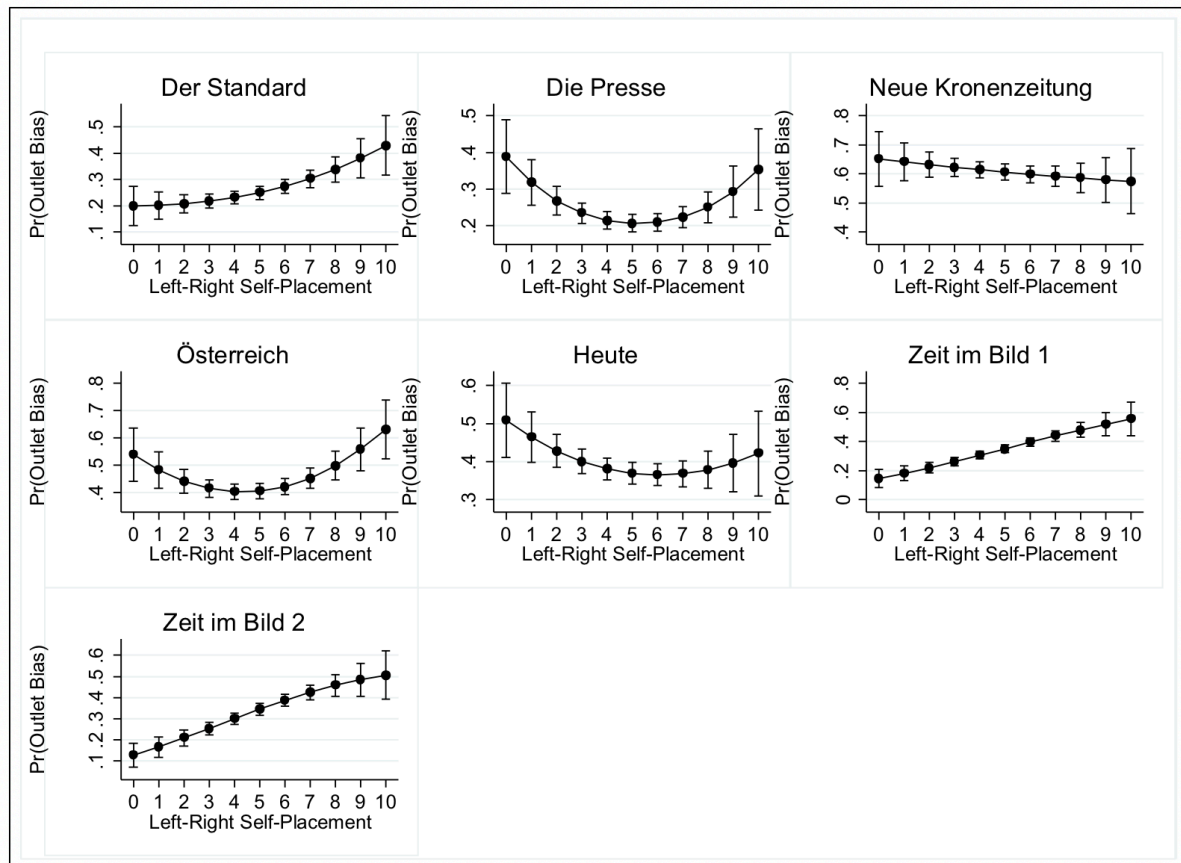 Der Standard
Pr(Outlet Bias)
.1 .2 .3 .4 .5
0 1 2 3 4 5 6 7 8 9 10
Left-Right Self-Placement
Die Presse
Pr(Outlet Bias)
.2 .3 .4 .5
0 1 2 3 4 5 6 7 8 9 10
Left-Right Self-Placement
Neue Kronenzeitung
Pr(Outlet Bias)
.4 .5 .6 .7 .8
0 1 2 3 4 5 6 7 8 9 10
Left-Right Self-Placement
Österreich
Pr(Outlet Bias)
.4 .5 .6 .7 .8
0 1 2 3 4 5 6 7 8 9 10
Left-Right Self-Placement
Heute
Pr(Outlet Bias)
.3 .4 .5 .6
0 1 2 3 4 5 6 7 8 9 10
Left-Right Self-Placement
Zeit im Bild 1
Pr(Outlet Bias)
0 .2 .4 .6 .8
0 1 2 3 4 5 6 7 8 9 10
Left-Right Self-Placement
Zeit im Bild 2
Pr(Outlet Bias)
.1 .2 .3 .4 .5 .6
0 1 2 3 4 5 6 7 8 9 10
Left-Right Self-Placement